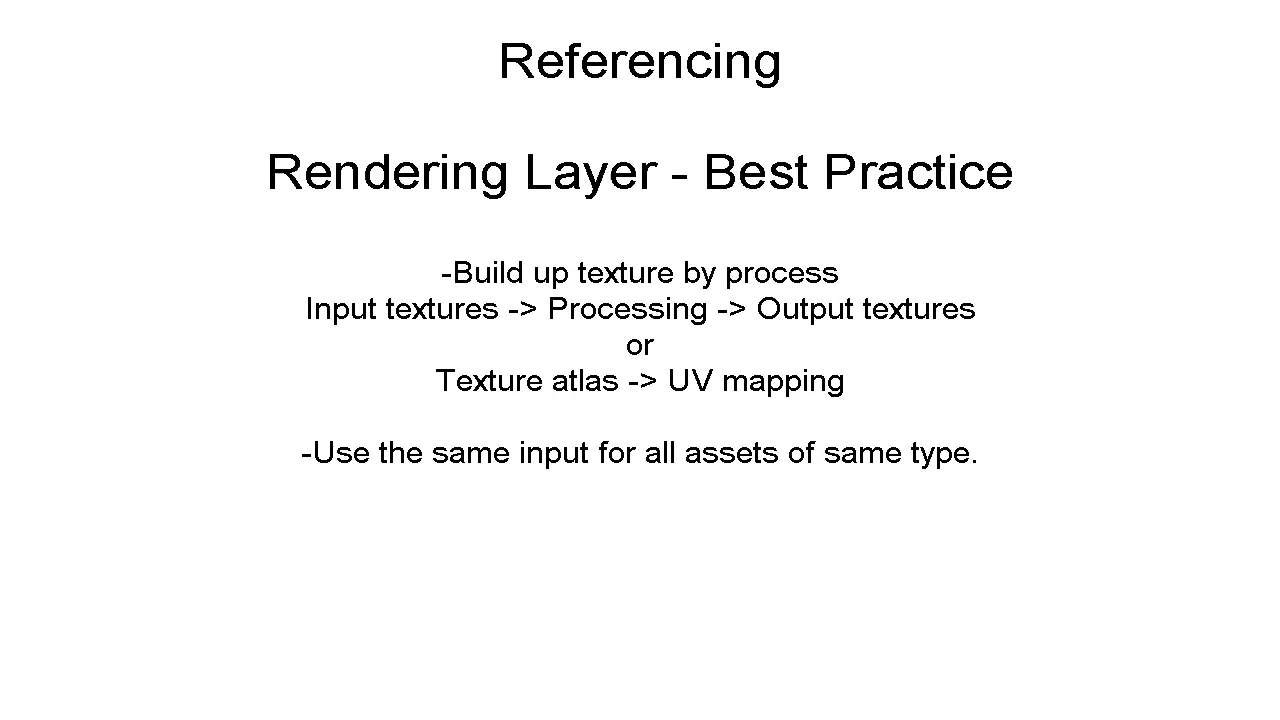 Referencing
Rendering Layer - Best Practice
-Build up texture by process
Input textures -> Processing -> Output textures
or
Texture atlas -> UV mapping
-Use the same input for all assets of same type.